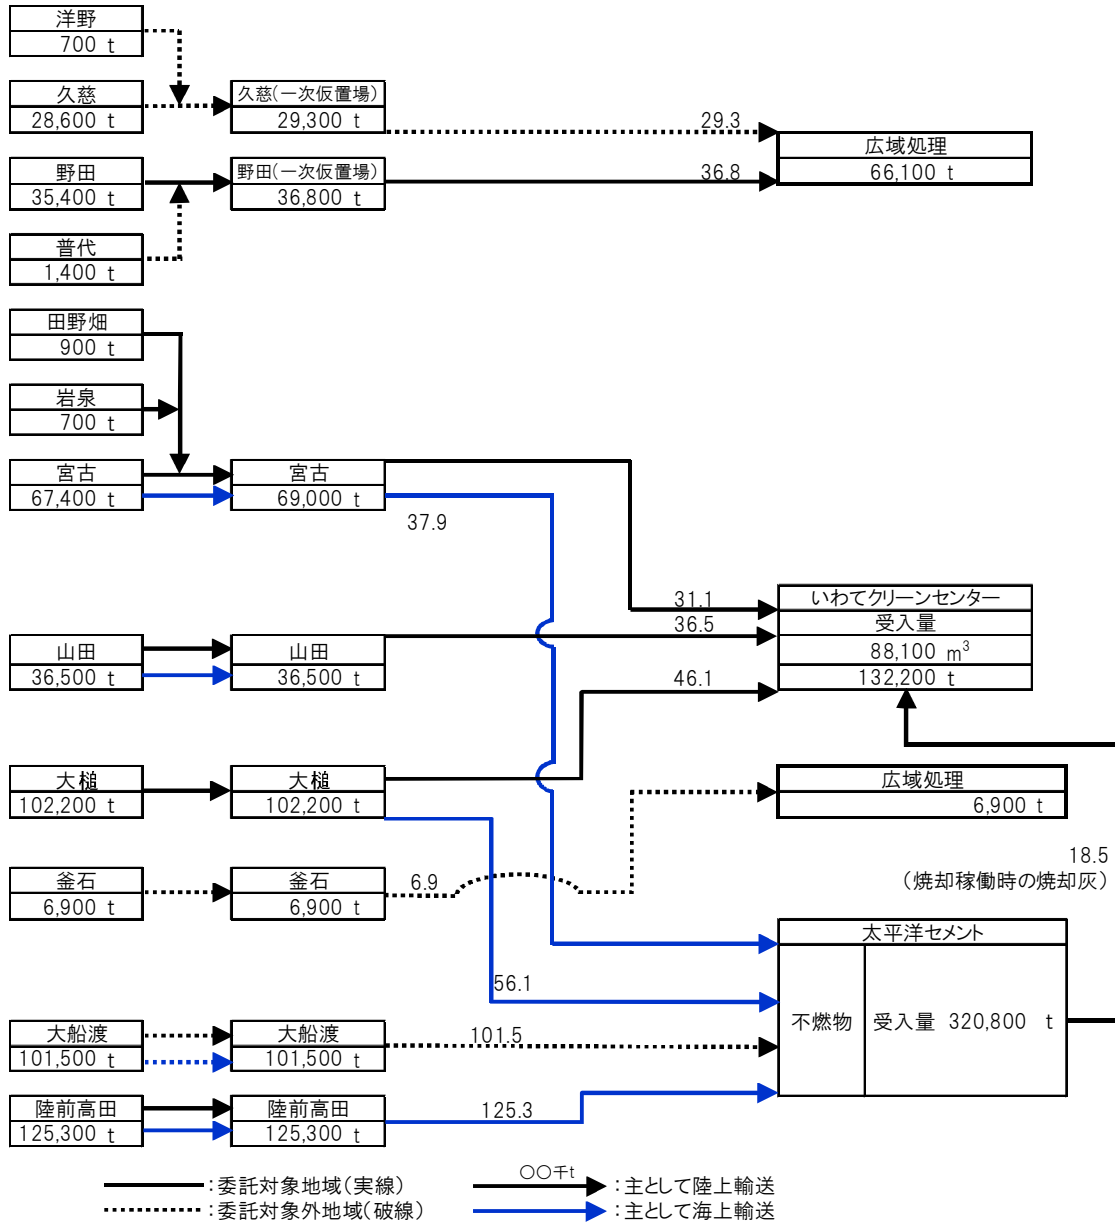 洋野
700 t
久慈
28,600 t
久慈(一次仮置場)
29,300 t
29.3
広域処理
66,100 t
野田
35,400 t
野田(一次仮置場)
36,800 t
36.8
普代
1,400 t
田野畑
900 t
岩泉
700 t
宮古
67,400 t
宮古
69,000 t
37.9
31.1
いわてクリーンセンター
受入量
88,100 m³
132,200 t
山田
36,500 t
山田
36,500 t
36.5
46.1
大槌
102,200 t
大槌
102,200 t
広域処理
6,900 t
釜石
6,900 t
釜石
6,900 t
6.9
18.5
(焼却稼働時の焼却灰)
太平洋セメント
不燃物
受入量 320,800 t
56.1
大船渡
101,500 t
大船渡
101,500 t
101.5
陸前高田
125,300 t
陸前高田
125,300 t
125.3
:委託対象地域(実線)
○○千t
:主として陸上輸送
:委託対象外地域(破線)
:主として海上輸送